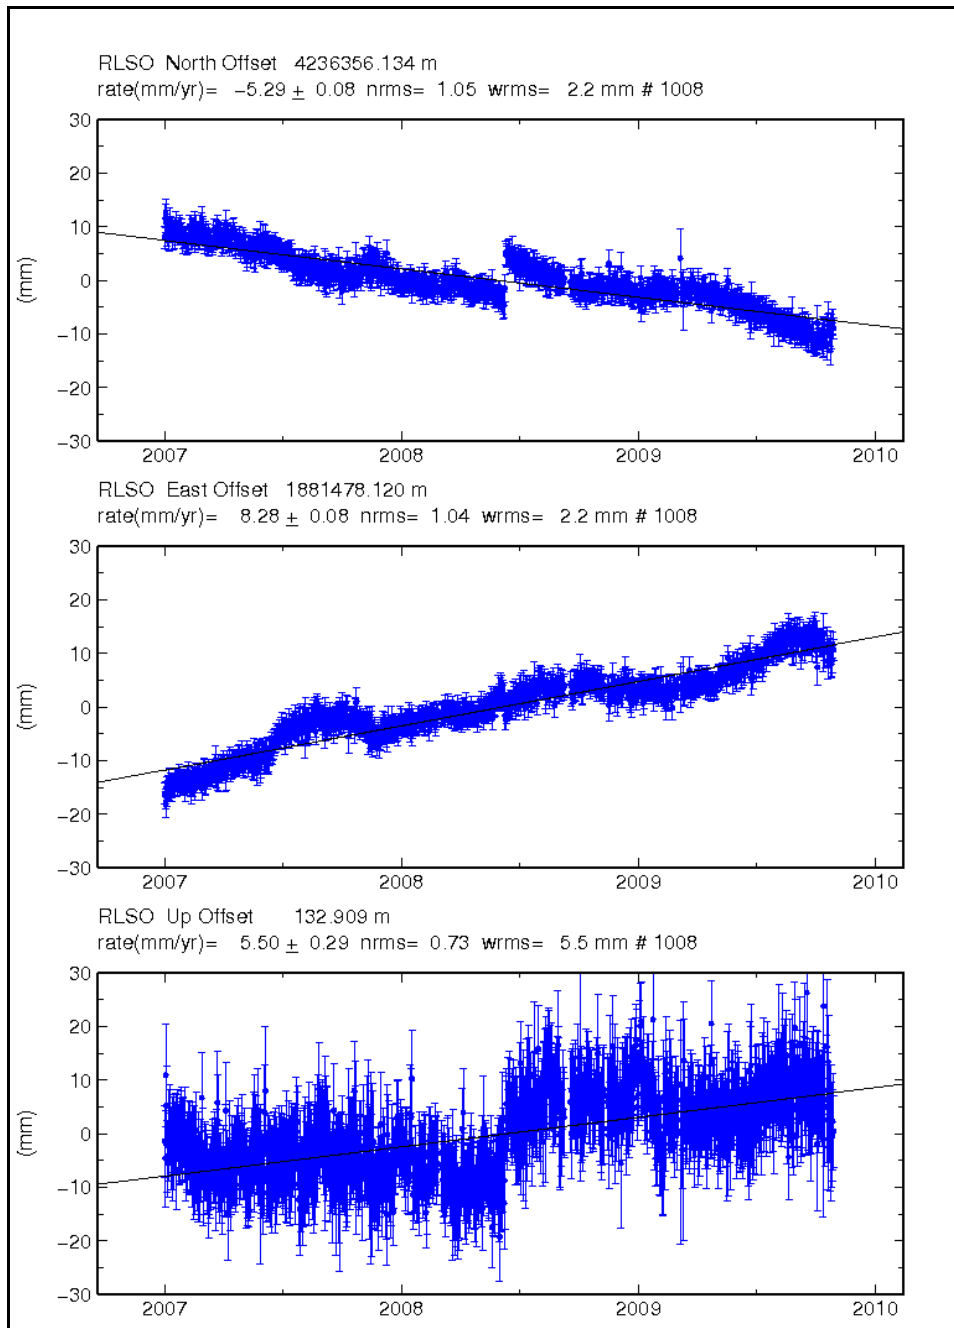 RLSO North Offset 4236356.134 m
rate(mm/yr)= −5.29 ± 0.08 nrms= 1.05 wrms= 2.2 mm # 1008
30
20
10
0
−10
−20
−30
(mm)
2007 2008 2009 2010
RLSO East Offset 1881478.120 m
rate(mm/yr)= 8.28 ± 0.08 nrms= 1.04 wrms= 2.2 mm # 1008
30
20
10
0
−10
−20
−30
(mm)
2007 2008 2009 2010
RLSO Up Offset 132.909 m
rate(mm/yr)= 5.50 ± 0.29 nrms= 0.73 wrms= 5.5 mm # 1008
30
20
10
0
−10
−20
−30
(mm)
2007 2008 2009 2010